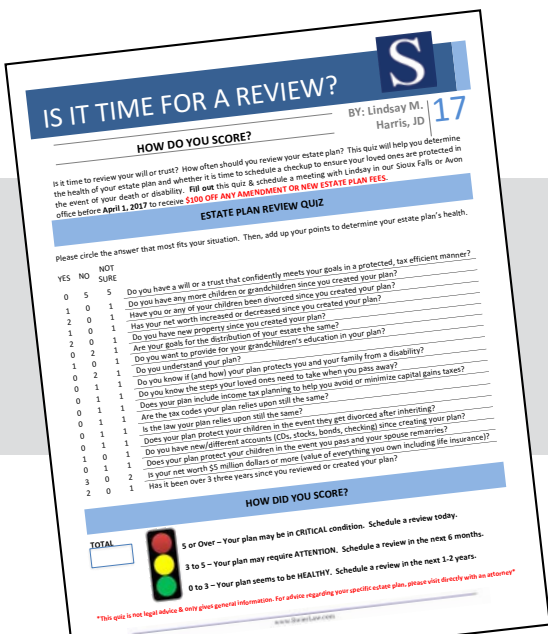 S
IS IT TIME FOR A REVIEW?
BY: Lindsay M.
Harris, JD
17
HOW DO YOU SCORE?
Is it time to review your will or trust? How often should you review your estate plan? This quiz will help you determine
the health of your estate plan and whether it is time to schedule a checkup to ensure your loved ones are protected in
the event of your death or disability. Fill out this quiz & schedule a meeting with Lindsay in our Sioux Falls or Avon
office before April 1, 2017 to receive $100 OFF ANY AMENDMENT OR NEW ESTATE PLAN FEES.
ESTATE PLAN REVIEW QUIZ
Please circle the answer that most fits your situation. Then, add up your points to determine your estate plan's health.
YES NO NOT
SURE
0 5 5 Do you have a will or a trust that confidently meets your goals in a protected, tax efficient manner?
1 0 1 Do you have any more children or grandchildren since you created your plan?
2 0 1 Have you or any of your children been divorced since you created your plan?
1 0 1 Has your net worth increased or decreased since you created your plan?
2 0 1 Do you have new property since you created your plan?
0 2 1 Are your goals for the distribution of your estate the same?
1 0 1 Do you want to provide for your grandchildren's education in your plan?
0 2 1 Do you understand your plan?
0 1 1 Do you know if (and how) your plan protects you and your family from a disability?
0 1 1 Do you know the steps your loved ones need to take when you pass away?
0 1 1 Does your plan include income tax planning to help you avoid or minimize capital gains taxes?
0 1 1 Are the tax codes your plan relies upon still the same?
0 1 1 Is the law your plan relies upon still the same?
0 1 1 Does your plan protect your children in the event they get divorced after inheriting?
1 0 1 Do you have new/different accounts (CDs, stocks, bonds, checking) since creating your plan?
0 1 1 Does your plan protect your children in the event you pass and your spouse remarries?
3 0 2 Is your net worth $5 million dollars or more (value of everything you own including life insurance)?
2 0 1 Has it been over 3 three years since you reviewed or created your plan?
HOW DID YOU SCORE?
TOTAL
5 or Over – Your plan may be in CRITICAL condition. Schedule a review today.
3 to 5 – Your plan may require ATTENTION. Schedule a review in the next 6 months.
0 to 3 – Your plan seems to be HEALTHY. Schedule a review in the next 1-2 years.
*This quiz is not legal advice & only gives general information. For advice regarding your specific estate plan, please visit directly with an attorney*